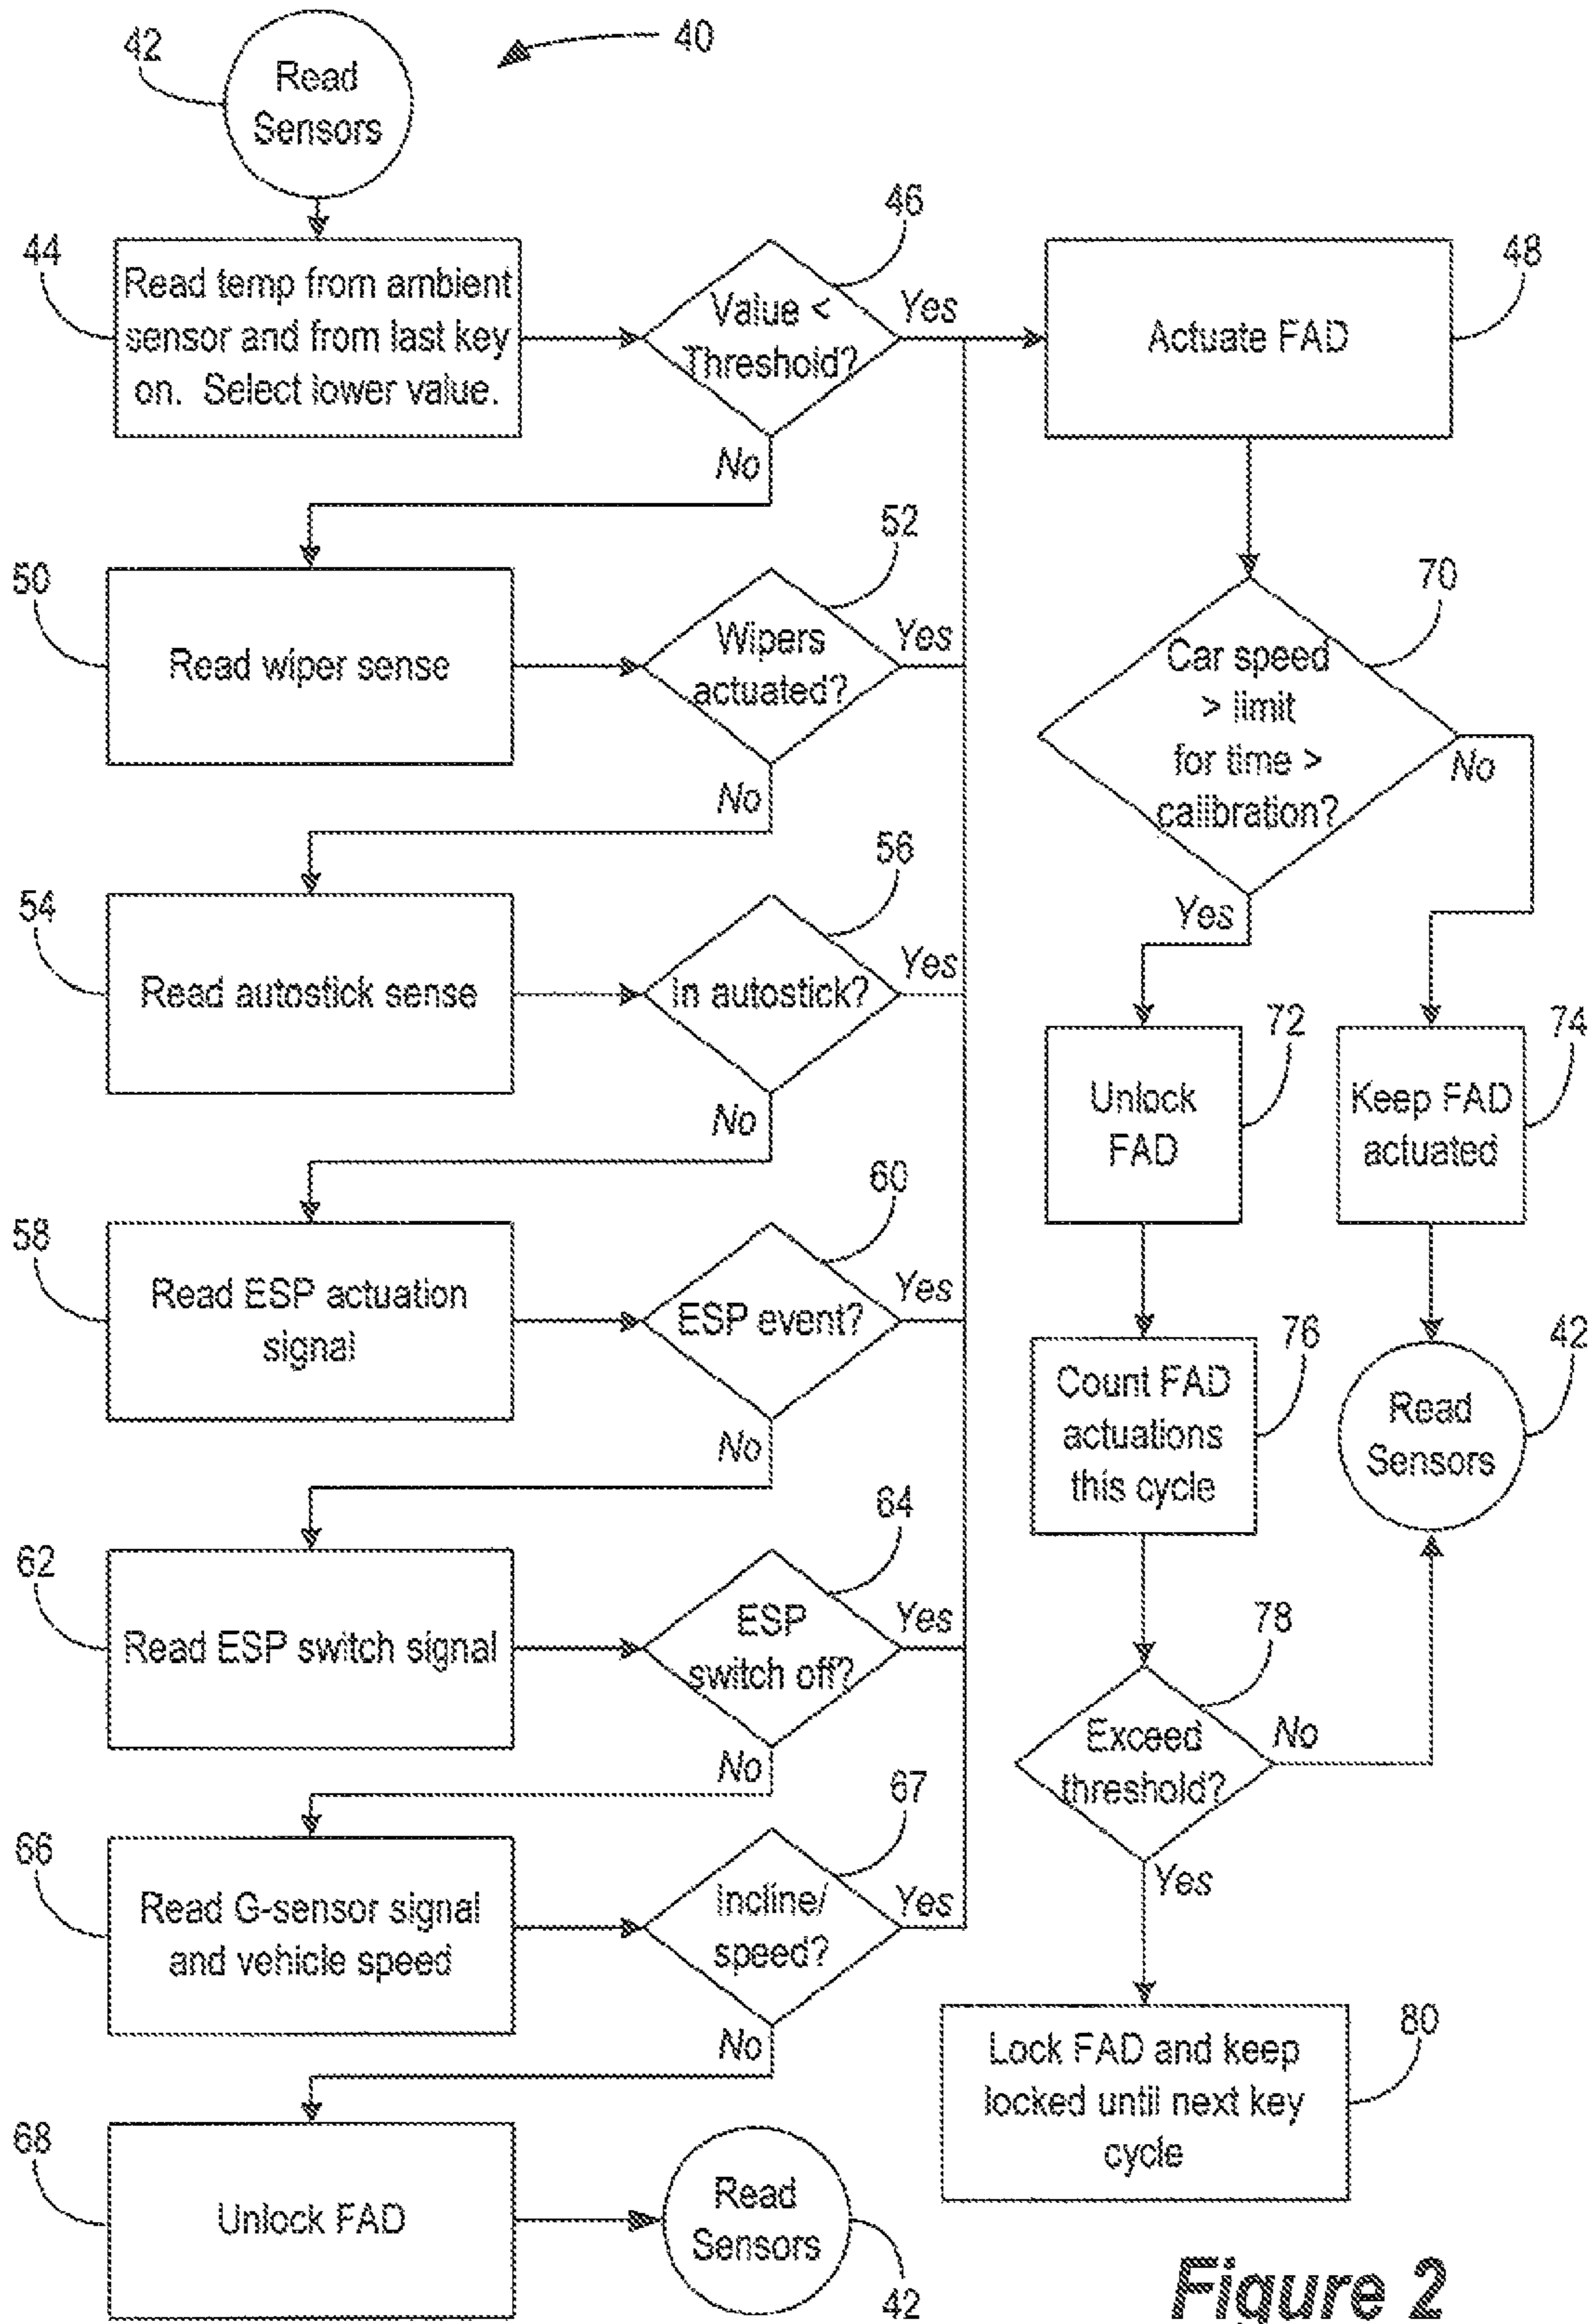 42
Read
Sensors
40
44
Read temp from ambient
sensor and from last key
on. Select lower value.
46
Value <
Threshold?
Yes
No
48
Actuate FAD
50
Read wiper sense
52
Wipers
actuated?
Yes
No
54
Read autostick sense
56
In autostick?
Yes
No
58
Read ESP actuation
signal
60
ESP event?
Yes
No
62
Read ESP switch signal
64
ESP
switch off?
Yes
No
66
Read G-sensor signal
and vehicle speed
67
Incline/
speed?
Yes
No
68
Unlock FAD
Read
Sensors
42
70
Car speed
> limit
for time >
calibration?
No
Yes
72
Unlock
FAD
74
Keep FAD
actuated
76
Count FAD
actuations
this cycle
42
Read
Sensors
78
Exceed
threshold?
No
Yes
80
Lock FAD and keep
locked until next key
cycle
Figure 2